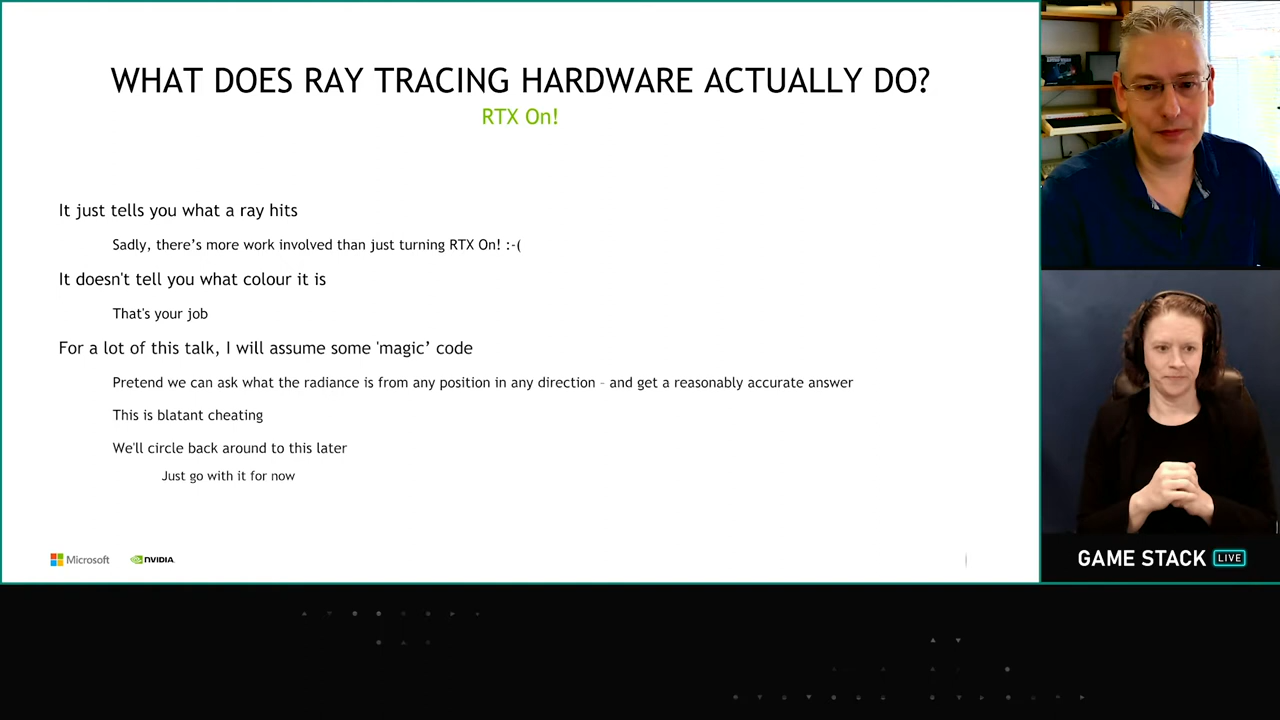 WHAT DOES RAY TRACING HARDWARE ACTUALLY DO?
RTX On!
It just tells you what a ray hits
Sadly, there’s more work involved than just turning RTX On! :-(
It doesn't tell you what colour it is
That's your job
For a lot of this talk, I will assume some 'magic’ code
Pretend we can ask what the radiance is from any position in any direction – and get a reasonably accurate answer
This is blatant cheating
We'll circle back around to this later
Just go with it for now
Microsoft
NVIDIA
GAME STACK LIVE